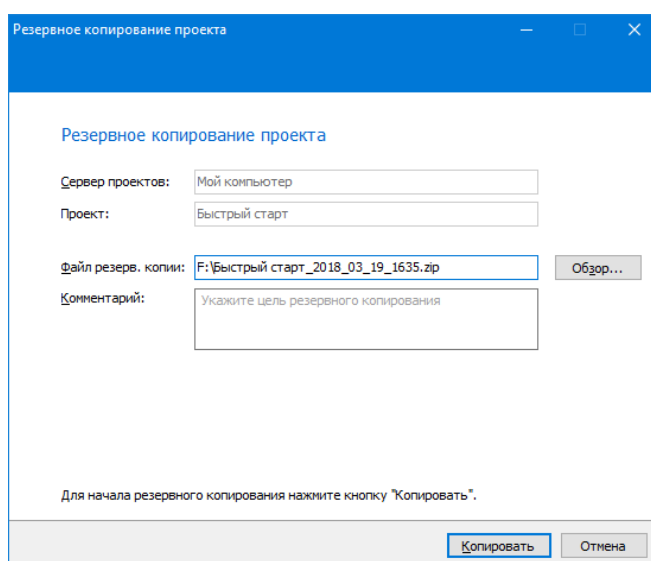 Резервное копирование проекта
Резервное копирование проекта
Сервер проектов: Мой компьютер
Проект: Быстрый старт
Файл резерв. копии: F:\Быстрый старт_2018_03_19_1635.zip Обзор...
Комментарий: Укажите цель резервного копирования
Для начала резервного копирования нажмите кнопку "Копировать".
Копировать Отмена